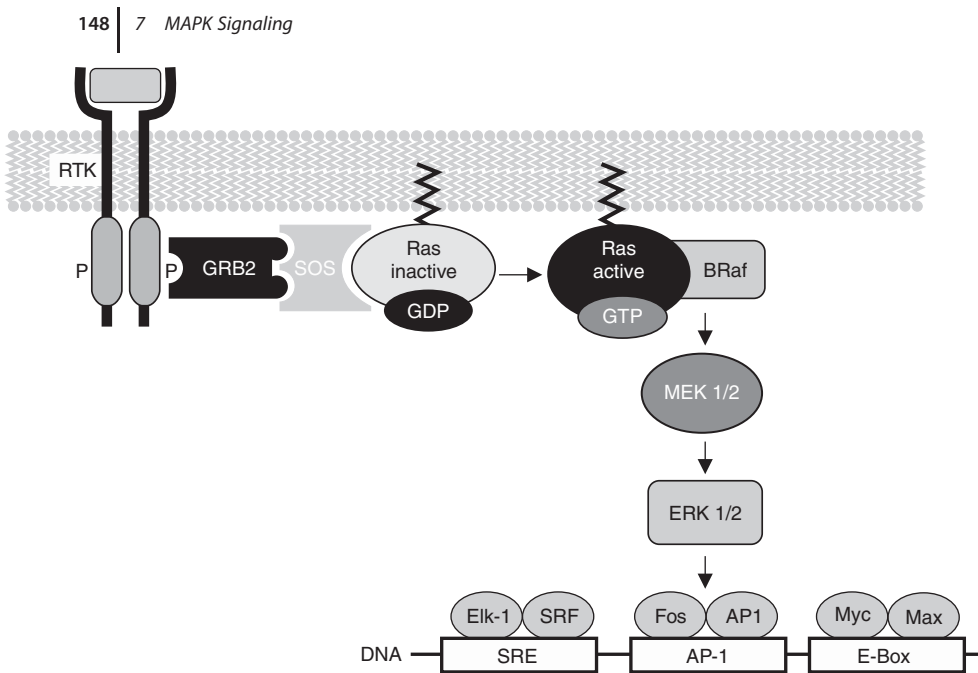 148 7 MAPK Signaling
RTK
P
P
GRB2
SOS
Ras
inactive
GDP
Ras
active
GTP
BRaf
MEK 1/2
ERK 1/2
Elk-1
SRF
Fos
AP1
Myc
Max
DNA
SRE
AP-1
E-Box